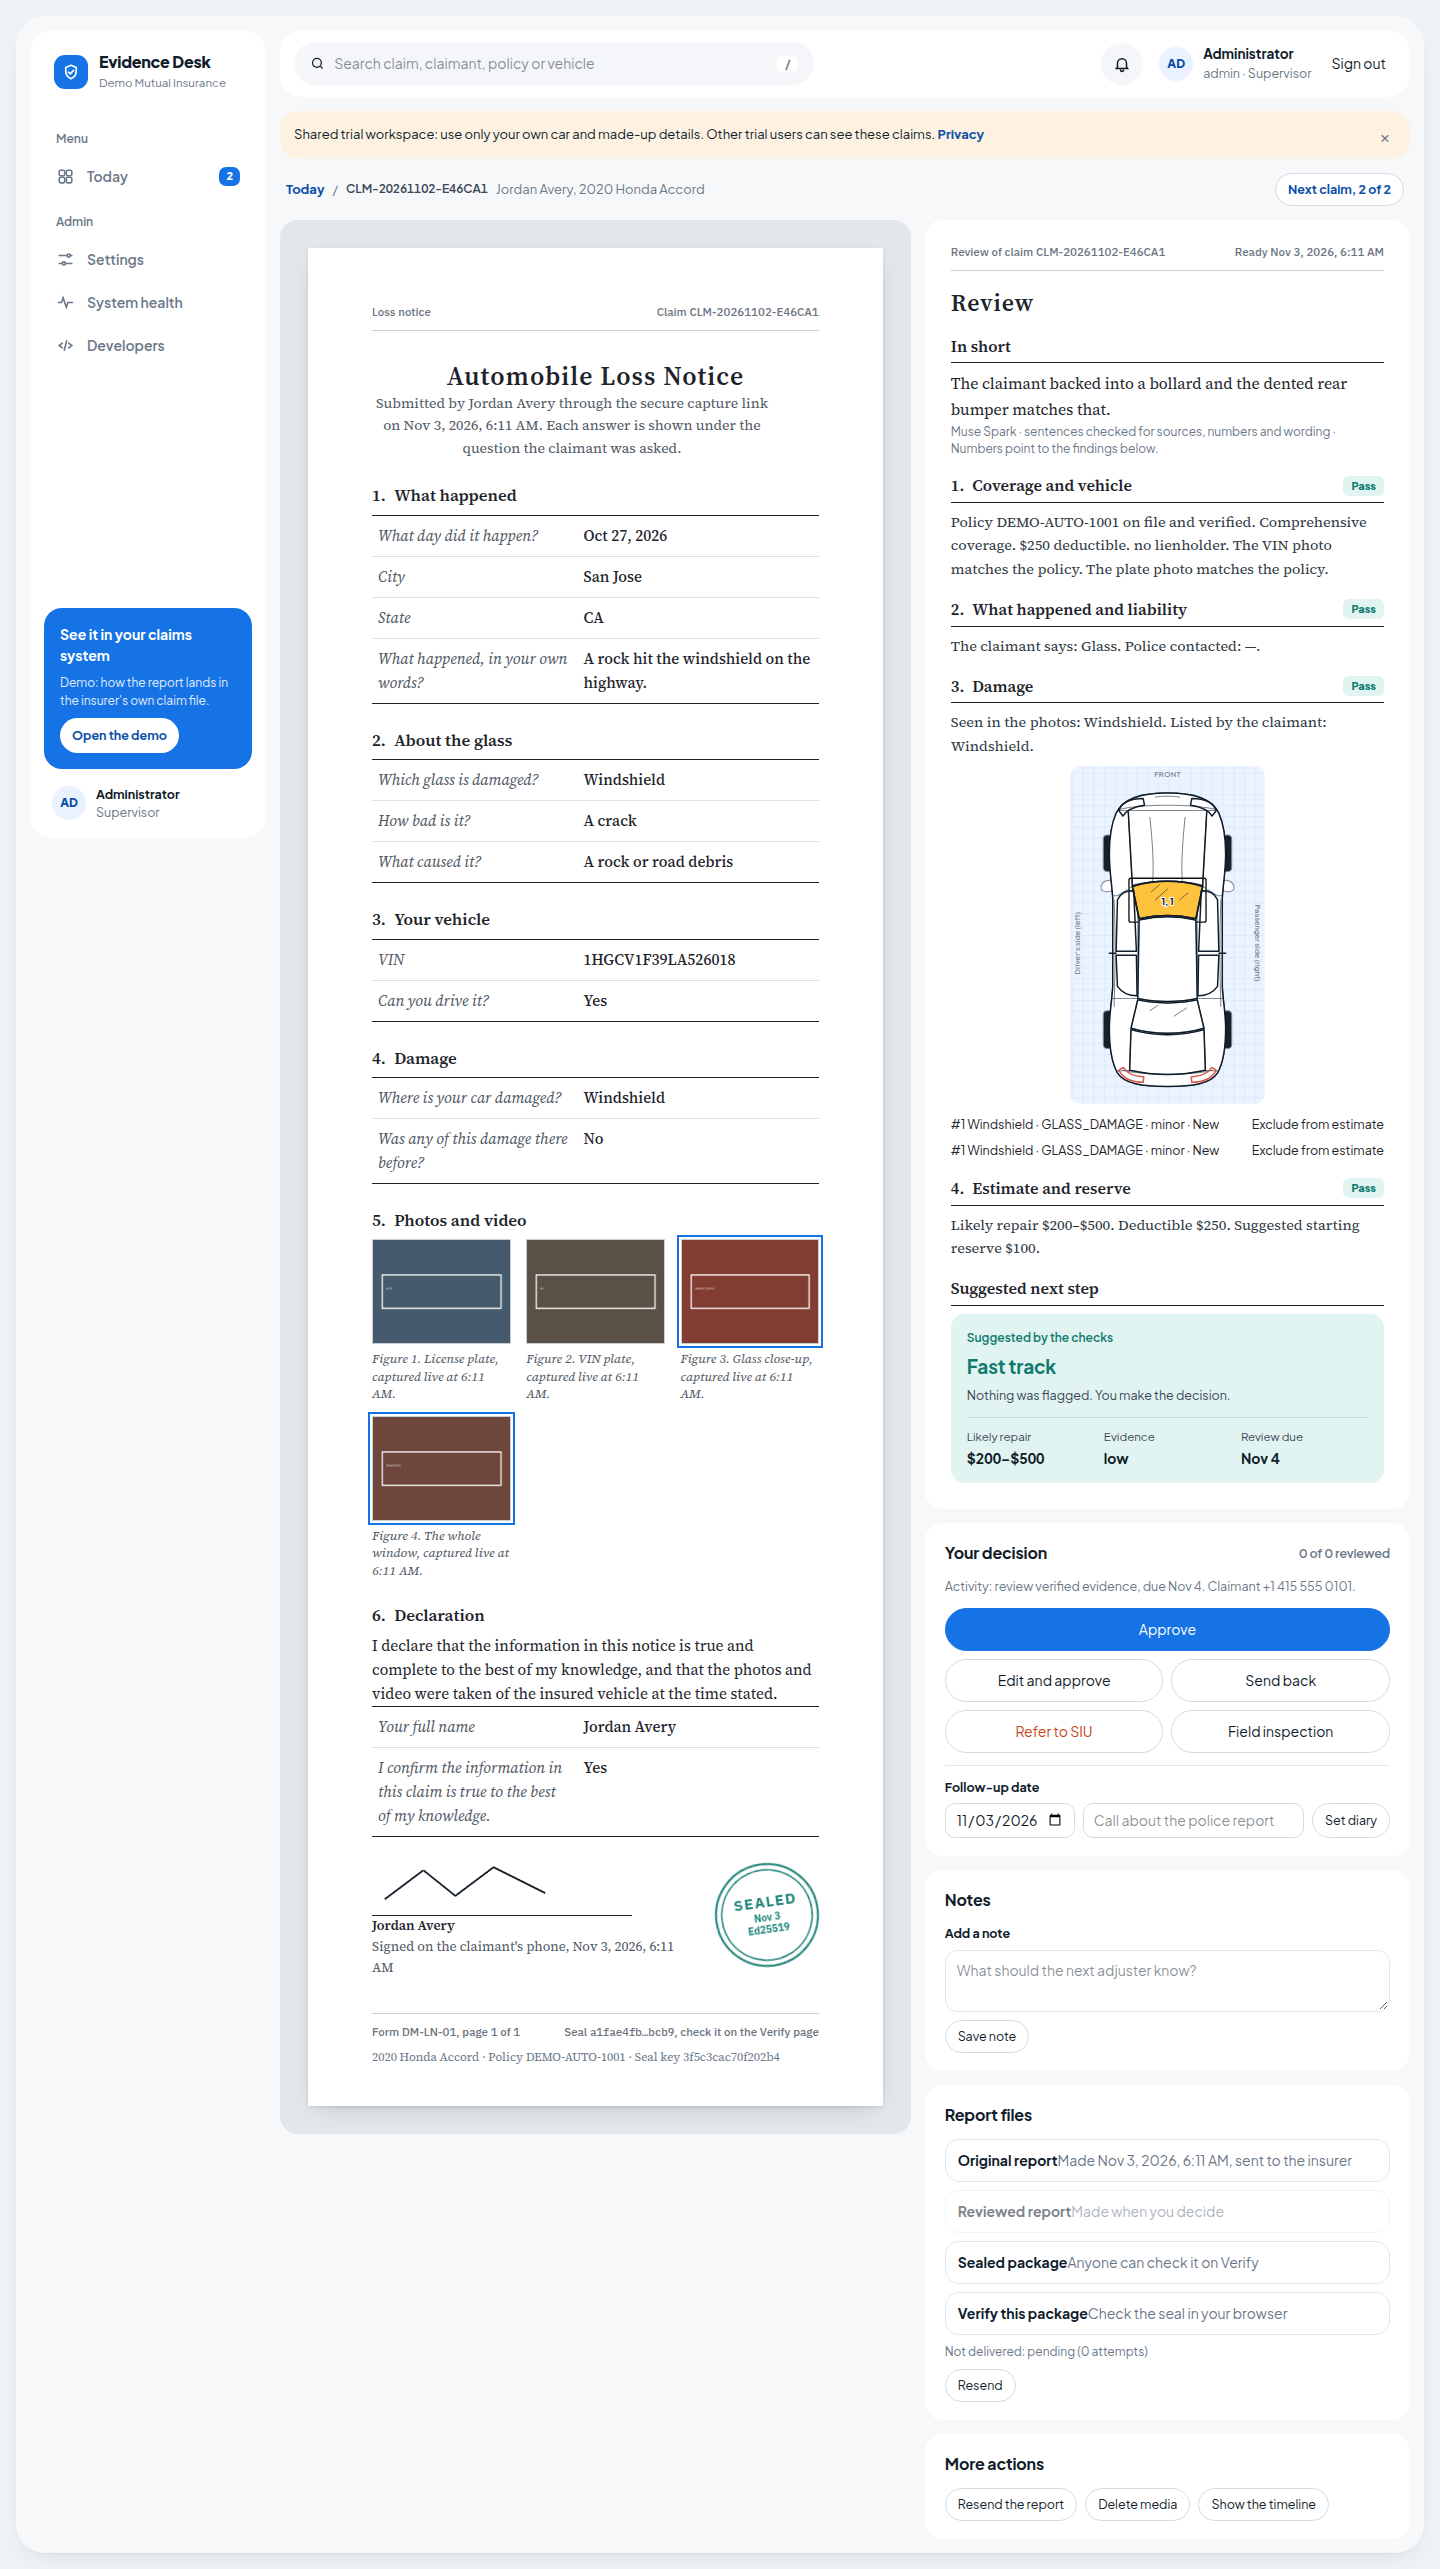 Evidence Desk
Demo Mutual Insurance
Menu
Today 2
Admin
Settings
System health
Developers
See it in your claims
system
Demo: how the report lands in
the insurer's own claim file.
Open the demo
AD Administrator
Supervisor
Search claim, claimant, policy or vehicle /
AD Administrator
admin · Supervisor
Sign out
Shared trial workspace: use only your own car and made-up details. Other trial users can see these claims. Privacy ×
Today / CLM-20261102-E46CA1 Jordan Avery, 2020 Honda Accord
Next claim, 2 of 2
Loss notice Claim CLM-20261102-E46CA1
Automobile Loss Notice
Submitted by Jordan Avery through the secure capture link
on Nov 3, 2026, 6:11 AM. Each answer is shown under the
question the claimant was asked.
1. What happened
What day did it happen? Oct 27, 2026
City San Jose
State CA
What happened, in your own A rock hit the windshield on the
words? highway.
2. About the glass
Which glass is damaged? Windshield
How bad is it? A crack
What caused it? A rock or road debris
3. Your vehicle
VIN 1HGCV1F39LA526018
Can you drive it? Yes
4. Damage
Where is your car damaged? Windshield
Was any of this damage there No
before?
5. Photos and video
Figure 1. License plate,
captured live at 6:11
AM.
Figure 2. VIN plate,
captured live at 6:11
AM.
Figure 3. Glass close-up,
captured live at 6:11
AM.
Figure 4. The whole
window, captured live at
6:11 AM.
6. Declaration
I declare that the information in this notice is true and
complete to the best of my knowledge, and that the photos and
video were taken of the insured vehicle at the time stated.
Your full name Jordan Avery
I confirm the information in Yes
this claim is true to the best
of my knowledge.
Jordan Avery
Signed on the claimant's phone, Nov 3, 2026, 6:11
AM
SEALED
Nov 3
Ed25519
Form DM-LN-01, page 1 of 1 Seal a1fae4fb…bcb9, check it on the Verify page
2020 Honda Accord · Policy DEMO-AUTO-1001 · Seal key 3f5c3cac70f202b4
Review of claim CLM-20261102-E46CA1 Ready Nov 3, 2026, 6:11 AM
Review
In short
The claimant backed into a bollard and the dented rear
bumper matches that.
Muse Spark · sentences checked for sources, numbers and wording ·
Numbers point to the findings below.
1. Coverage and vehicle Pass
Policy DEMO-AUTO-1001 on file and verified. Comprehensive
coverage. $250 deductible. no lienholder. The VIN photo
matches the policy. The plate photo matches the policy.
2. What happened and liability Pass
The claimant says: Glass. Police contacted: —.
3. Damage Pass
Seen in the photos: Windshield. Listed by the claimant:
Windshield.
FRONT
1,1
Driver's side (left)
Passenger side (right)
#1 Windshield · GLASS_DAMAGE · minor · New Exclude from estimate
#1 Windshield · GLASS_DAMAGE · minor · New Exclude from estimate
4. Estimate and reserve Pass
Likely repair $200–$500. Deductible $250. Suggested starting
reserve $100.
Suggested next step
Suggested by the checks
Fast track
Nothing was flagged. You make the decision.
Likely repair Evidence Review due
$200–$500 low Nov 4
Your decision 0 of 0 reviewed
Activity: review verified evidence, due Nov 4. Claimant +1 415 555 0101.
Approve
Edit and approve Send back
Refer to SIU Field inspection
Follow-up date
11/03/2026 Call about the police report Set diary
Notes
Add a note
What should the next adjuster know?
Save note
Report files
Original reportMade Nov 3, 2026, 6:11 AM, sent to the insurer
Reviewed reportMade when you decide
Sealed packageAnyone can check it on Verify
Verify this packageCheck the seal in your browser
Not delivered: pending (0 attempts)
Resend
More actions
Resend the report Delete media Show the timeline